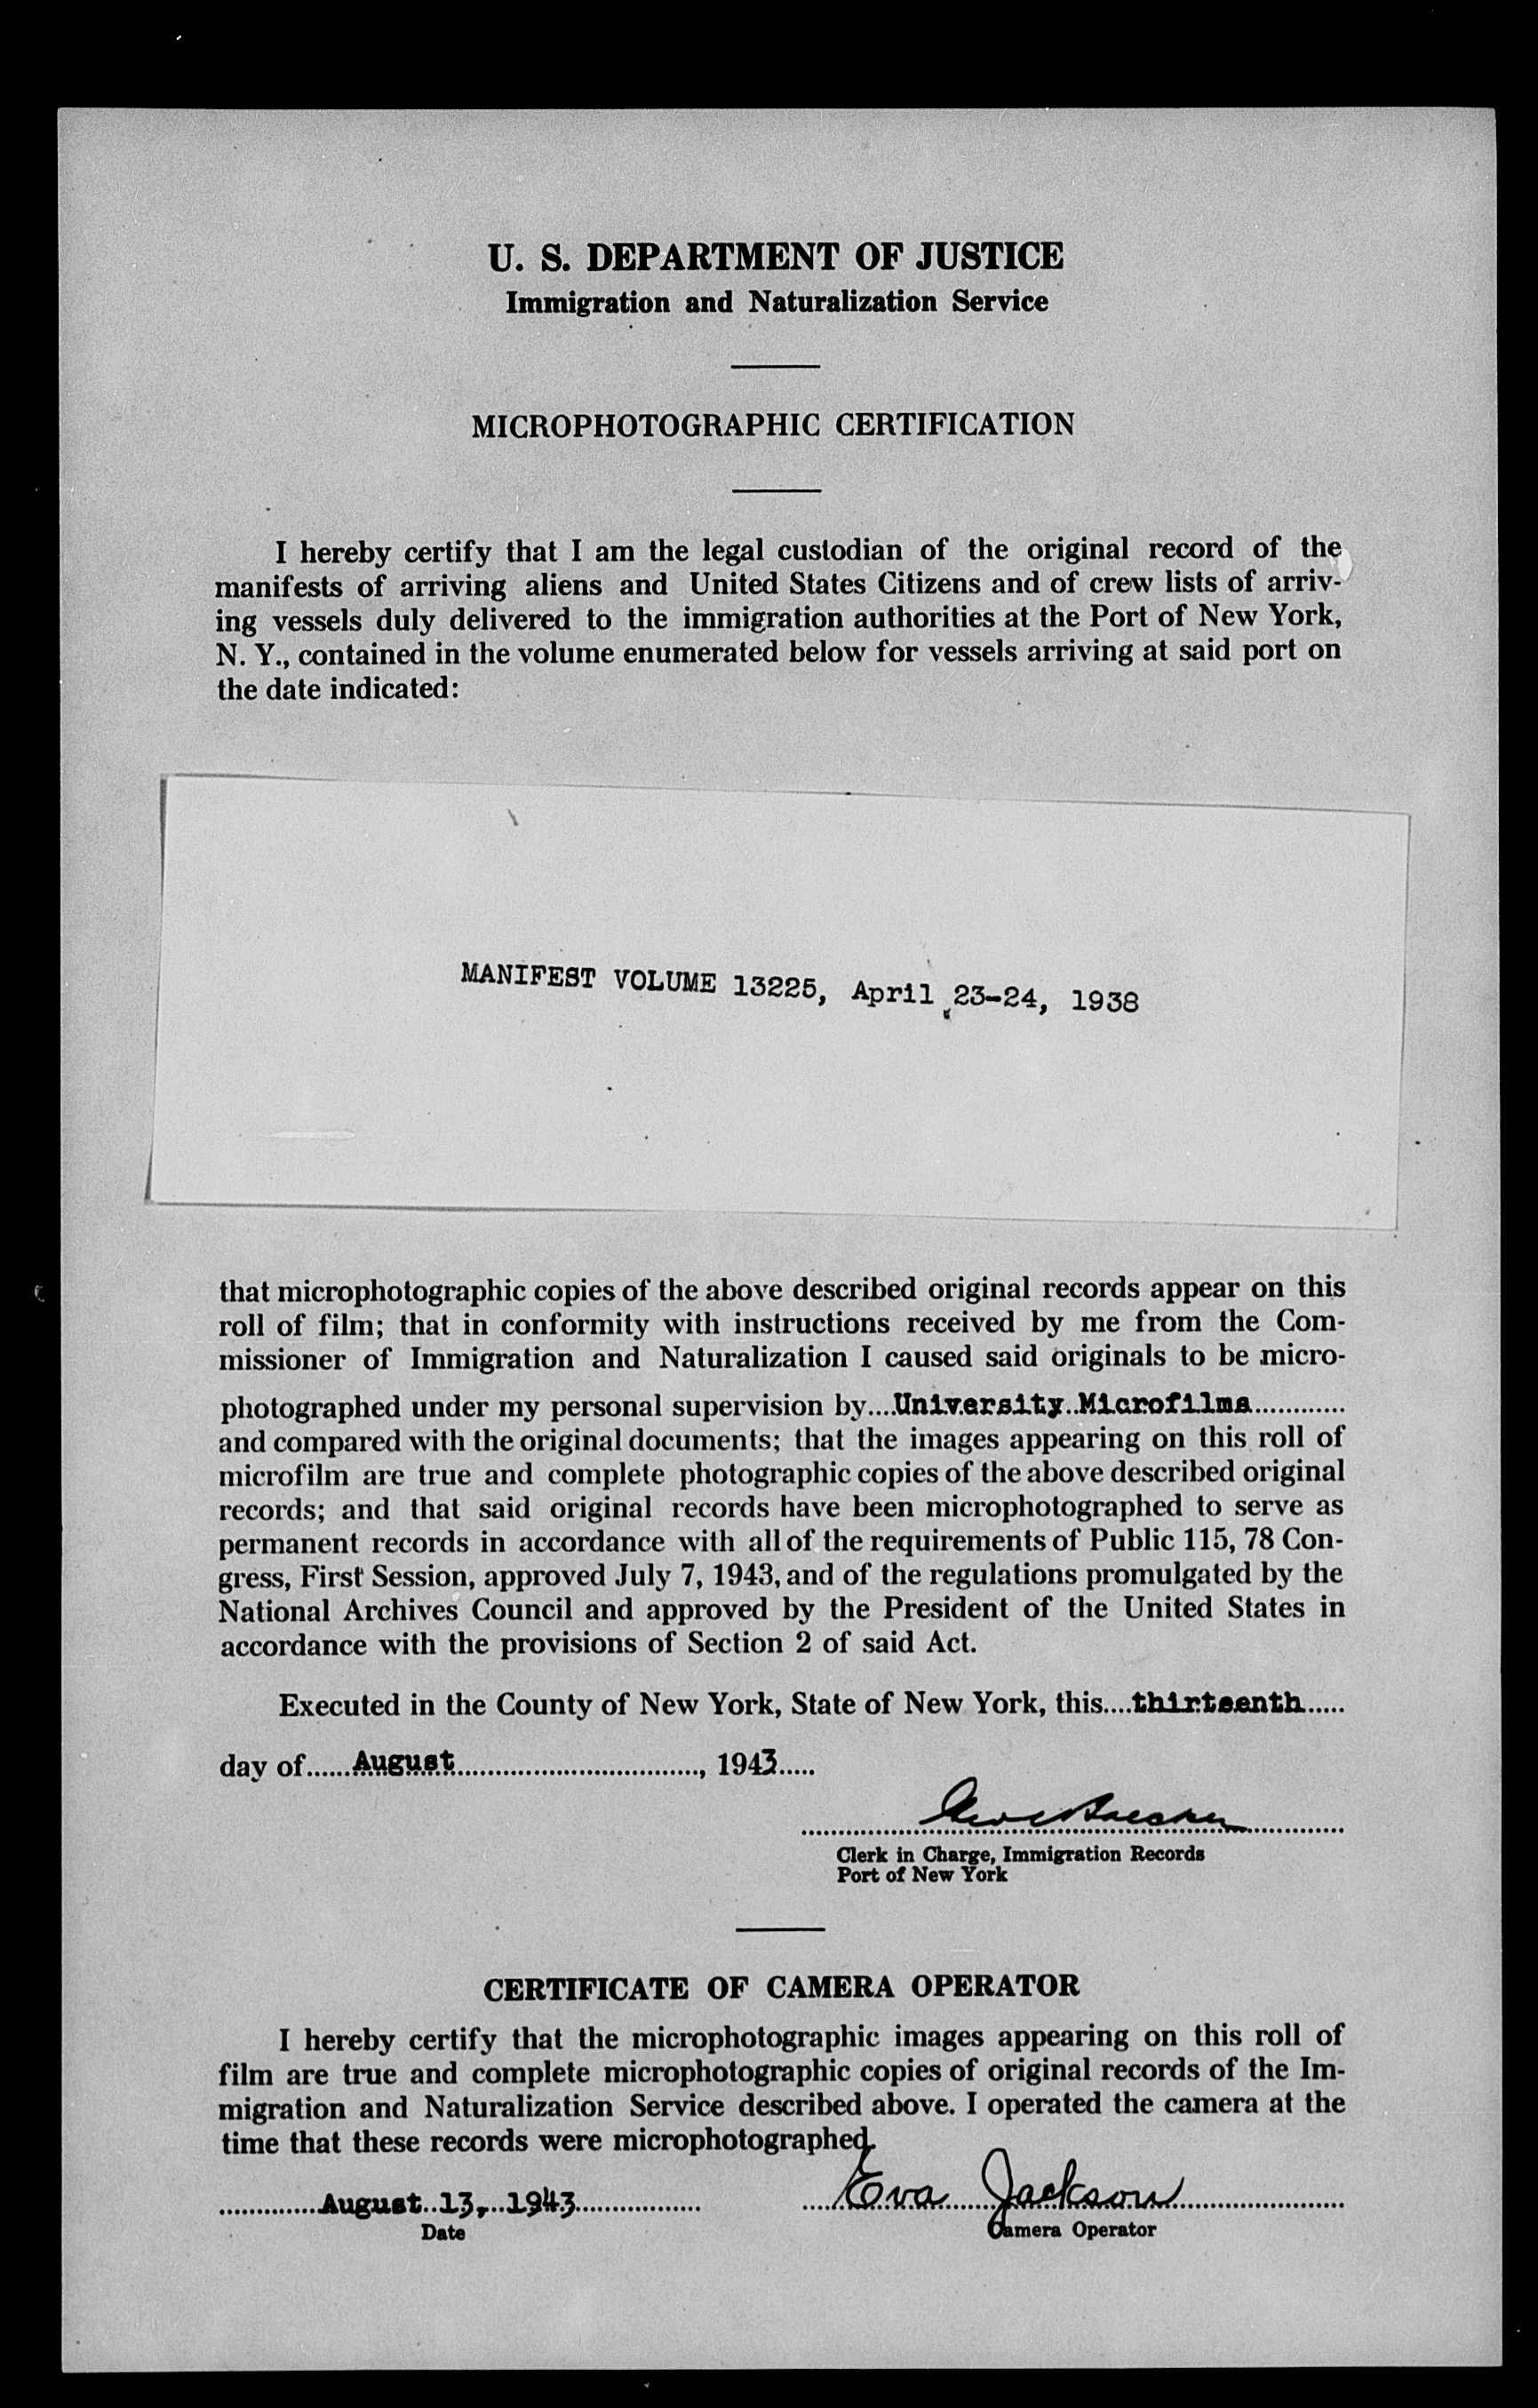 U. S. DEPARTMENT OF JUSTICE
Immigration and Naturalization Service
MICROPHOTOGRAPHIC CERTIFICATION
I hereby certify that I am the legal custodian of the original record of the
manifests of arriving aliens and United States Citizens and of crew lists of arriv-
ing vessels duly delivered to the immigration authorities at the Port of New York,
N. Y., contained in the volume enumerated below for vessels arriving at said port on
the date indicated:
MANIFEST VOLUME 13225, April 23-24, 1938
that microphotographic copies of the above described original records appear on this
roll of film; that in conformity with instructions received by me from the Com-
missioner of Immigration and Naturalization I caused said originals to be micro-
photographed under my personal supervision by....University Microfilms............
and compared with the original documents; that the images appearing on this roll of
microfilm are true and complete photographic copies of the above described original
records; and that said original records have been microphotographed to serve as
permanent records in accordance with all of the requirements of Public 115, 78 Con-
gress, First Session, approved July 7, 1943, and of the regulations promulgated by the
National Archives Council and approved by the President of the United States in
accordance with the provisions of Section 2 of said Act.
Executed in the County of New York, State of New York, this....thirteenth.....
day of......August................................, 1943.....
Clerk in Charge, Immigration Records
Port of New York
CERTIFICATE OF CAMERA OPERATOR
I hereby certify that the microphotographic images appearing on this roll of
film are true and complete microphotographic copies of original records of the Im-
migration and Naturalization Service described above. I operated the camera at the
time that these records were microphotographed.
August 13, 1943 Eva Jackson
Date Camera Operator